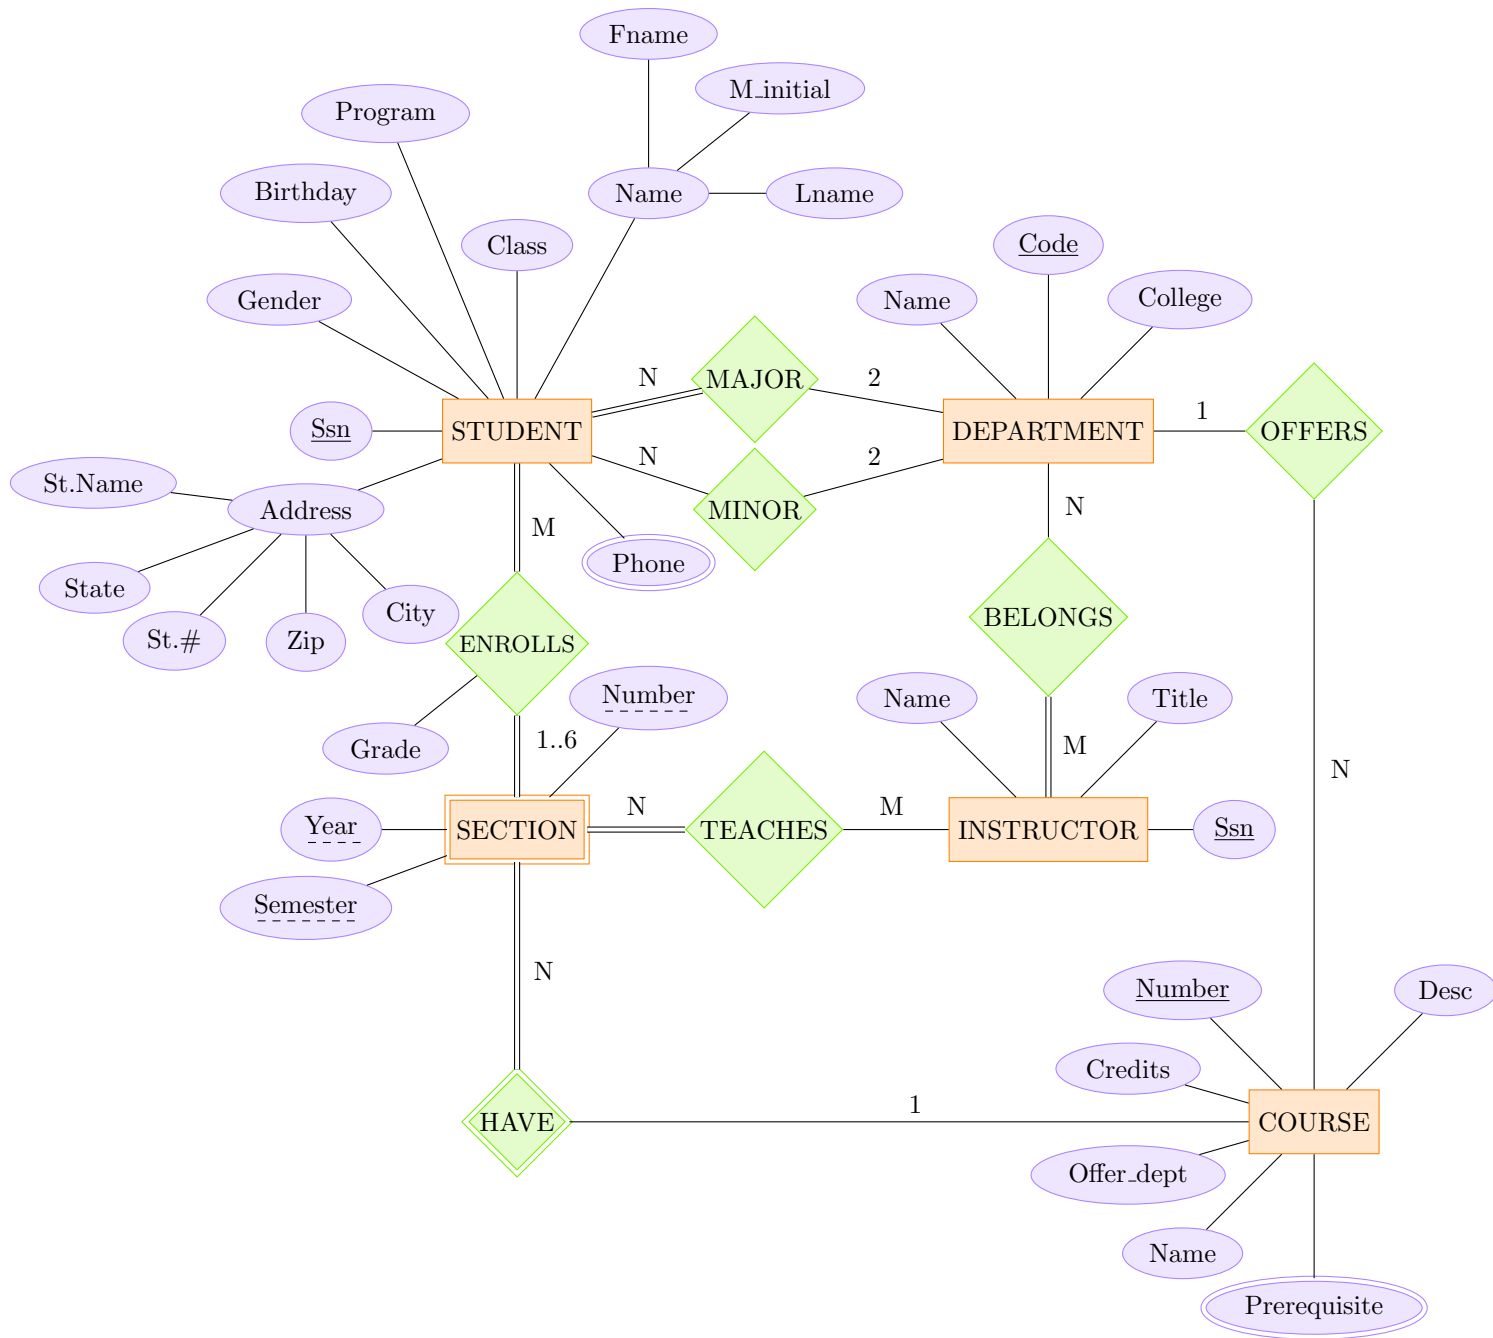 Fname
M_initial
Program
Birthday
Name
Lname
Class
Code
Gender
Name
College
N
MAJOR
2
1
Ssn
STUDENT
DEPARTMENT
OFFERS
N
2
St.Name
Address
MINOR
N
M
Phone
State
City
BELONGS
St.#
Zip
ENROLLS
Number
Name
Title
Grade
1..6
M
N
N
M
Year
SECTION
TEACHES
INSTRUCTOR
Ssn
Semester
N
Number
Desc
Credits
1
HAVE
COURSE
Offer_dept
Name
Prerequisite